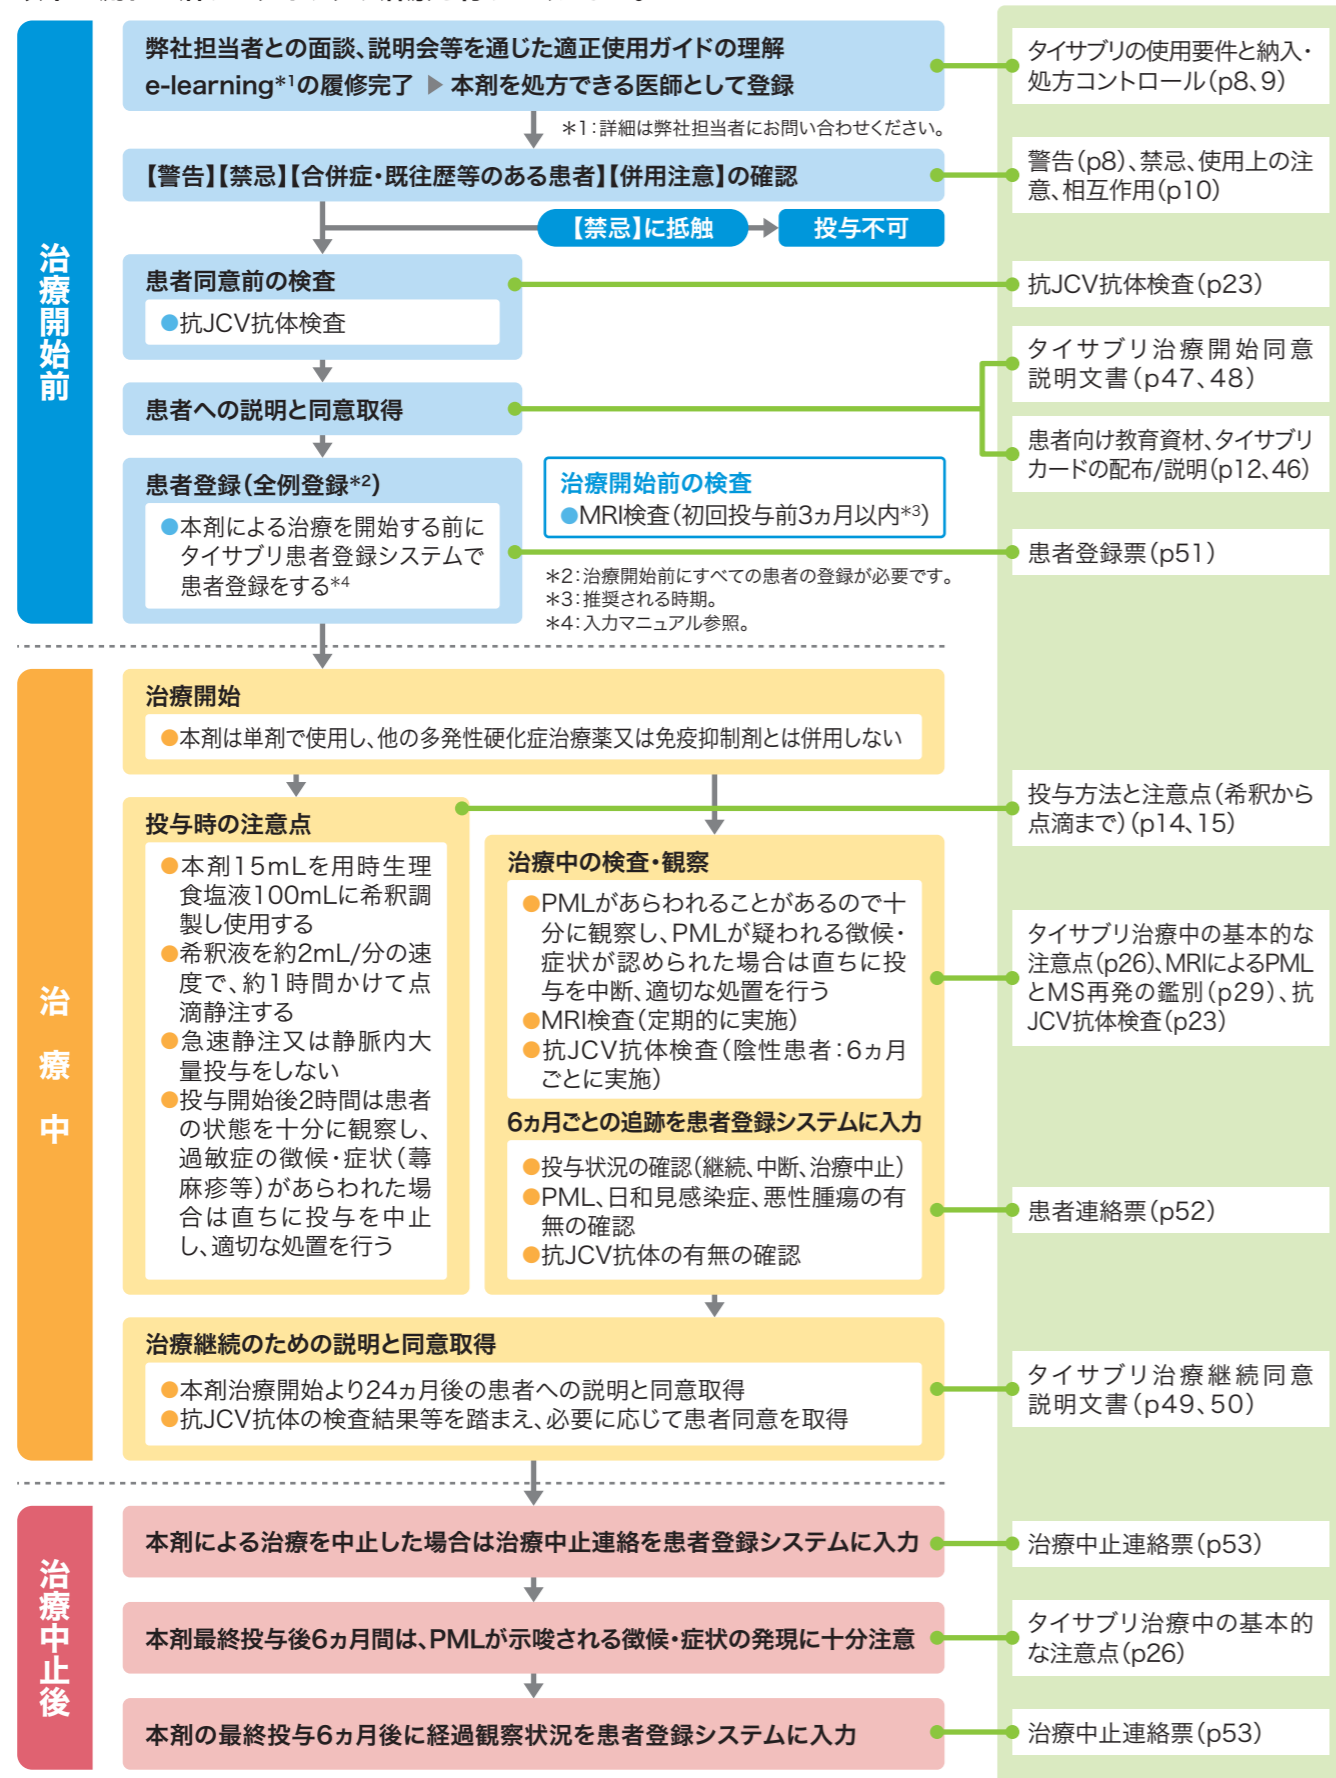 治療開始前
弊社担当者との面談、説明会等を通じた適正使用ガイドの理解
e-learning*1の履修完了 ▶ 本剤を処方できる医師として登録
タイサブリの使用要件と納入・
処方コントロール(p8、9)
*1:詳細は弊社担当者にお問い合わせください。
【警告】【禁忌】【合併症・既往歴等のある患者】【併用注意】の確認
警告(p8)、禁忌、使用上の注
意、相互作用(p10)
【禁忌】に抵触
投与不可
患者同意前の検査
●抗JCV抗体検査
抗JCV抗体検査(p23)
患者への説明と同意取得
タイサブリ治療開始同意
説明文書(p47、48)
患者向け教育資材、タイサブリ
カードの配布/説明(p12、46)
患者登録(全例登録*2)
●本剤による治療を開始する前に
タイサブリ患者登録システムで
患者登録をする*4
治療開始前の検査
●MRI検査(初回投与前3ヵ月以内*3)
患者登録票(p51)
*2:治療開始前にすべての患者の登録が必要です。
*3:推奨される時期。
*4:入力マニュアル参照。
治療中
治療開始
●本剤は単剤で使用し、他の多発性硬化症治療薬又は免疫抑制剤とは併用しない
投与時の注意点
●本剤15mLを用時生理
食塩液100mLに希釈調
製し使用する
●希釈液を約2mL/分の速
度で、約1時間かけて点
滴静注する
●急速静注又は静脈内大
量投与をしない
●投与開始後2時間は患者
の状態を十分に観察し、
過敏症の徴候・症状(蕁
麻疹等)があらわれた場
合は直ちに投与を中止
し、適切な処置を行う
投与方法と注意点(希釈から
点滴まで)(p14、15)
治療中の検査・観察
●PMLがあらわれることがあるので十
分に観察し、PMLが疑われる徴候・
症状が認められた場合は直ちに投
与を中断、適切な処置を行う
●MRI検査(定期的に実施)
●抗JCV抗体検査(陰性患者:6ヵ月
ごとに実施)
タイサブリ治療中の基本的な
注意点(p26)、MRIによるPML
とMS再発の鑑別(p29)、抗
JCV抗体検査(p23)
6ヵ月ごとの追跡を患者登録システムに入力
●投与状況の確認(継続、中断、治療中止)
●PML、日和見感染症、悪性腫瘍の有
無の確認
●抗JCV抗体の有無の確認
患者連絡票(p52)
治療継続のための説明と同意取得
●本剤治療開始より24ヵ月後の患者への説明と同意取得
●抗JCV抗体の検査結果等を踏まえ、必要に応じて患者同意を取得
タイサブリ治療継続同意
説明文書(p49、50)
治療中止後
本剤による治療を中止した場合は治療中止連絡を患者登録システムに入力
治療中止連絡票(p53)
本剤最終投与後6ヵ月間は、PMLが示唆される徴候・症状の発現に十分注意
タイサブリ治療中の基本的
な注意点(p26)
本剤の最終投与6ヵ月後に経過観察状況を患者登録システムに入力
治療中止連絡票(p53)